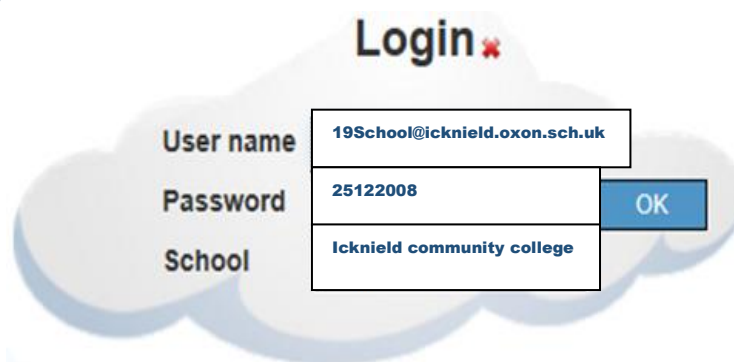 Login
User name 19School@icknield.oxon.sch.uk
Password 25122008
OK
School Icknield community college